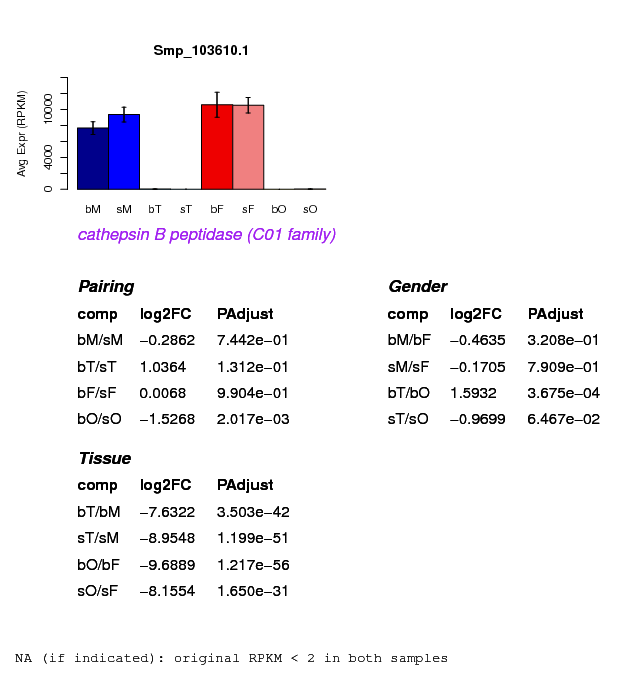 Smp_103610.1
Avg Expr (RPKM)
10000
4000
0
bM sM bT sT bF sF bO sO
cathepsin B peptidase (C01 family)
Pairing
comp log2FC PAdjust
bM/sM −0.2862 7.442e−01
bT/sT 1.0364 1.312e−01
bF/sF 0.0068 9.904e−01
bO/sO −1.5268 2.017e−03
Gender
comp log2FC PAdjust
bM/bF −0.4635 3.208e−01
sM/sF −0.1705 7.909e−01
bT/bO 1.5932 3.675e−04
sT/sO −0.9699 6.467e−02
Tissue
comp log2FC PAdjust
bT/bM −7.6322 3.503e−42
sT/sM −8.9548 1.199e−51
bO/bF −9.6889 1.217e−56
sO/sF −8.1554 1.650e−31
NA (if indicated): original RPKM < 2 in both samples